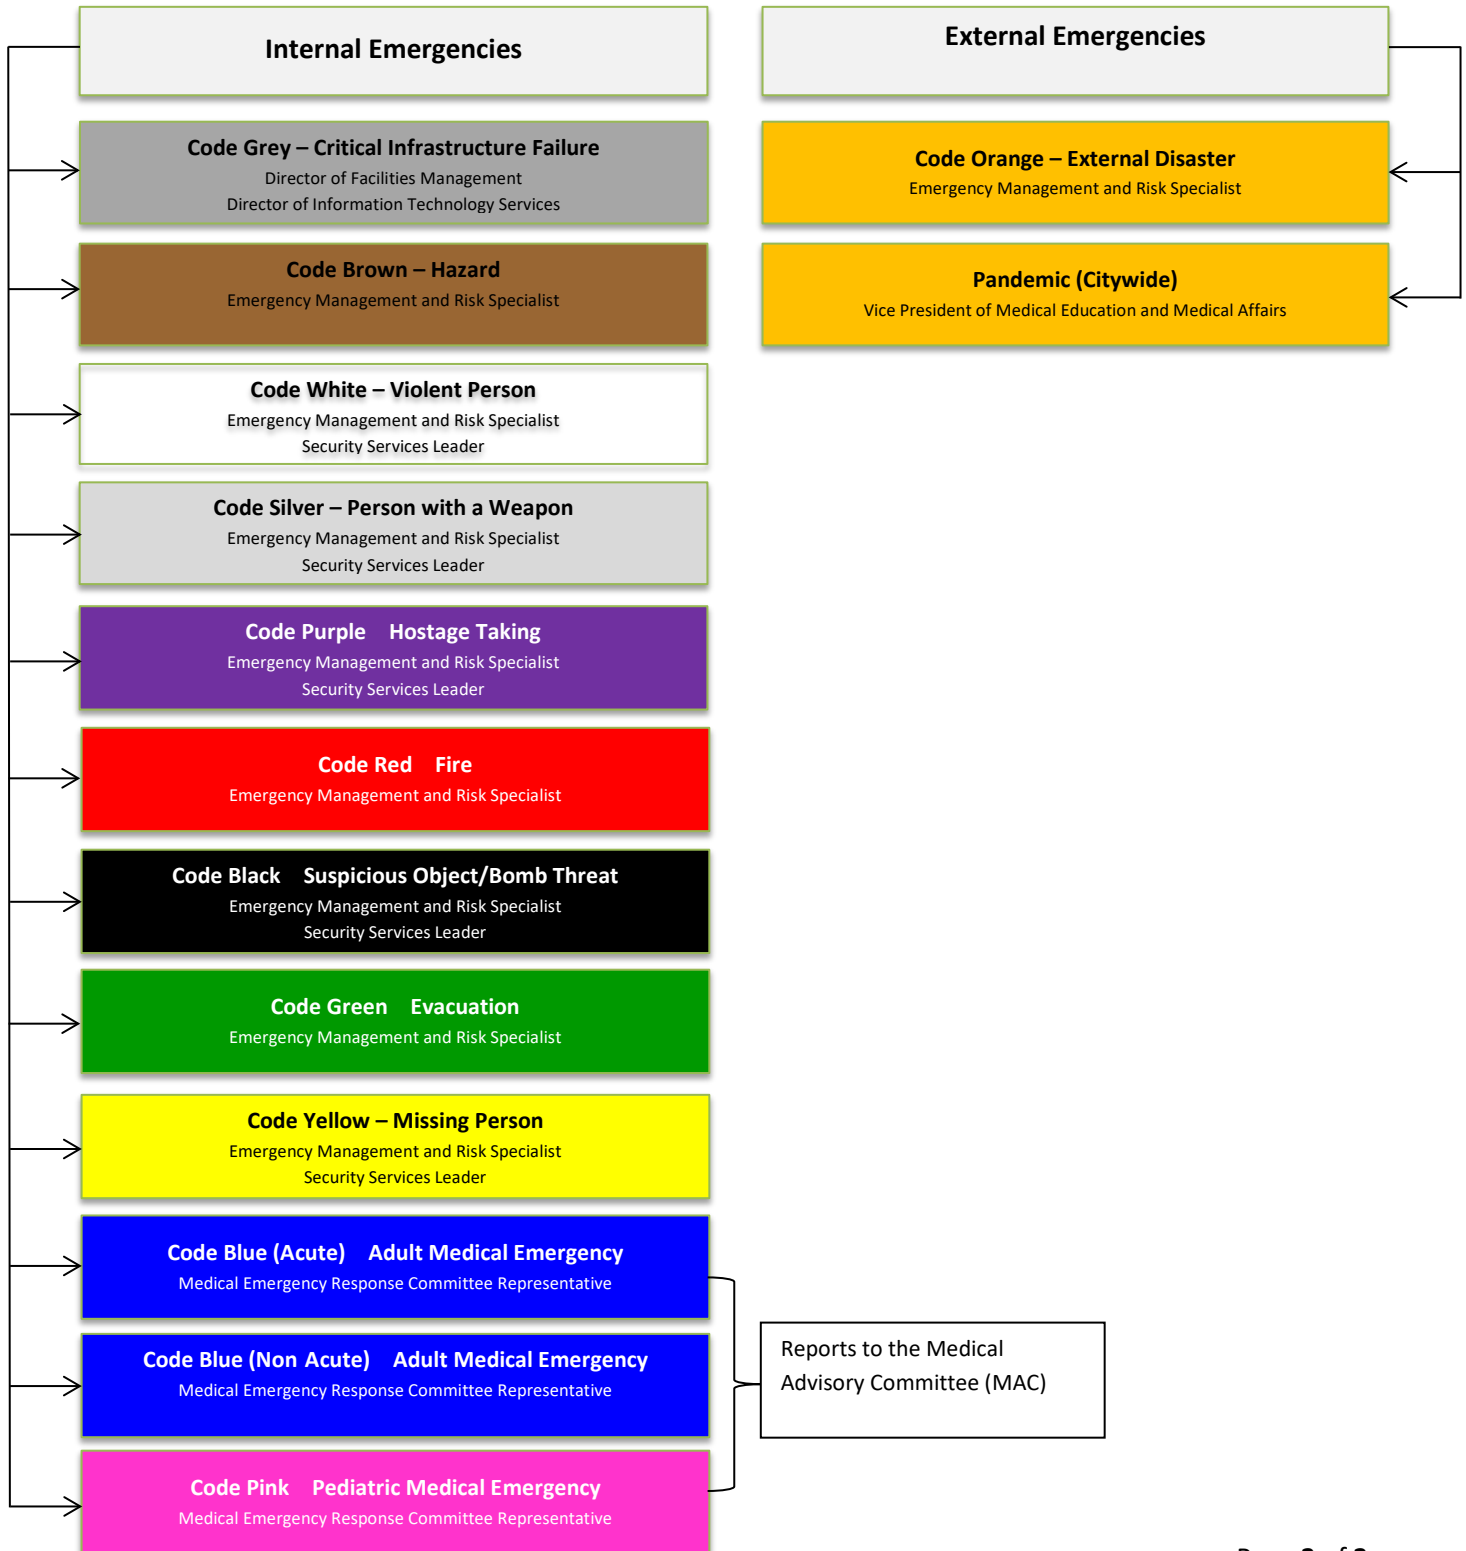 Internal Emergencies
Code Grey – Critical Infrastructure Failure
Director of Facilities Management
Director of Information Technology Services
Code Brown – Hazard
Emergency Management and Risk Specialist
Code White – Violent Person
Emergency Management and Risk Specialist
Security Services Leader
Code Silver – Person with a Weapon
Emergency Management and Risk Specialist
Security Services Leader
Code Purple Hostage Taking
Emergency Management and Risk Specialist
Security Services Leader
Code Red Fire
Emergency Management and Risk Specialist
Code Black Suspicious Object/Bomb Threat
Emergency Management and Risk Specialist
Security Services Leader
Code Green Evacuation
Emergency Management and Risk Specialist
Code Yellow – Missing Person
Emergency Management and Risk Specialist
Security Services Leader
Code Blue (Acute) Adult Medical Emergency
Medical Emergency Response Committee Representative
Code Blue (Non Acute) Adult Medical Emergency
Medical Emergency Response Committee Representative
Code Pink Pediatric Medical Emergency
Medical Emergency Response Committee Representative
Reports to the Medical
Advisory Committee (MAC)
External Emergencies
Code Orange – External Disaster
Emergency Management and Risk Specialist
Pandemic (Citywide)
Vice President of Medical Education and Medical Affairs